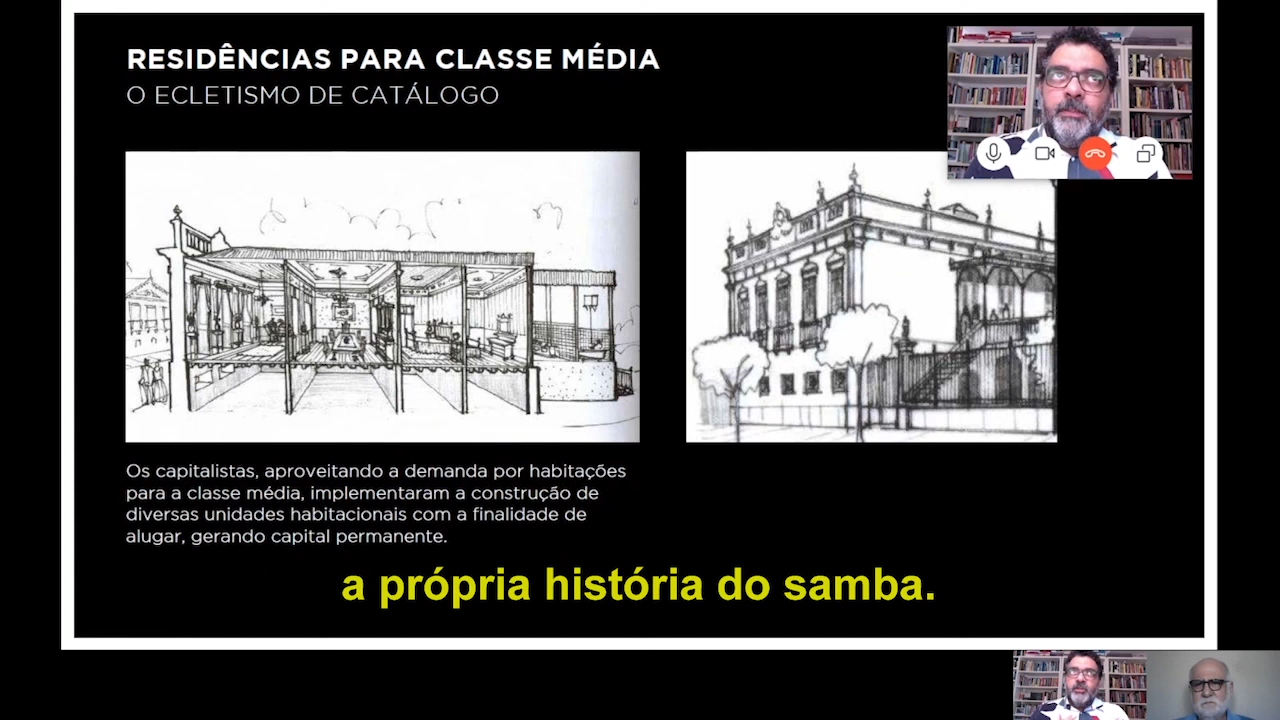 RESIDÊNCIAS PARA CLASSE MÉDIA
O ECLETISMO DE CATÁLOGO
Os capitalistas, aproveitando a demanda por habitações
para a classe média, implementaram a construção de
diversas unidades habitacionais com a finalidade de
alugar, gerando capital permanente.
a própria história do samba.